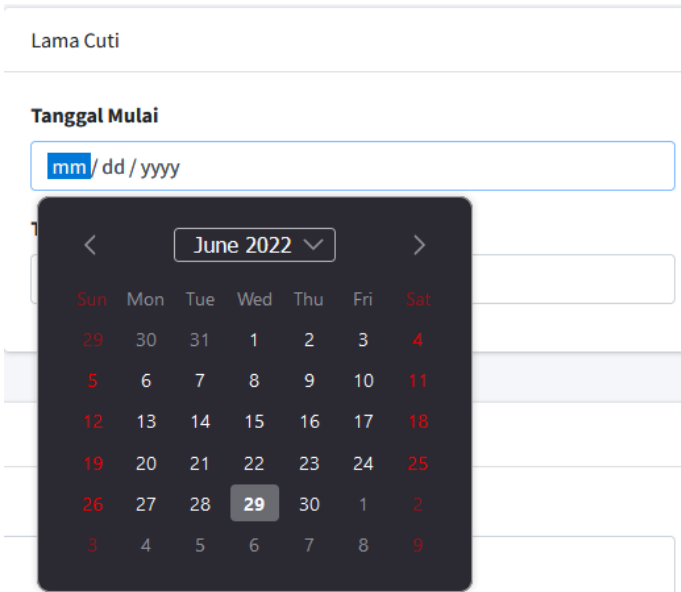 Lama Cuti
Tanggal Mulai
mm / dd / yyyy
June 2022
Sun Mon Tue Wed Thu Fri Sat
29 30 31 1 2 3 4
5 6 7 8 9 10 11
12 13 14 15 16 17 18
19 20 21 22 23 24 25
26 27 28 29 30 1 2
3 4 5 6 7 8 9